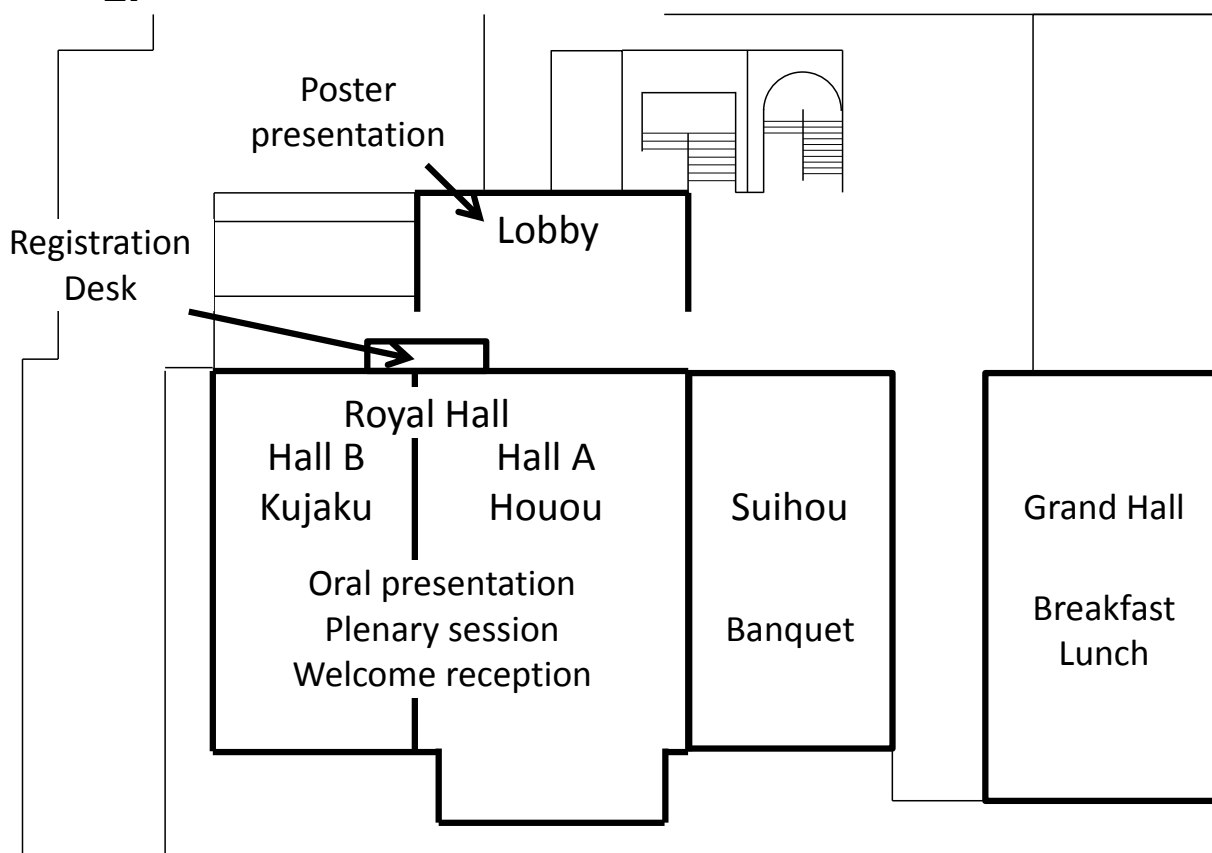 Poster
presentation
Lobby
Registration
Desk
Royal Hall
Hall B
Kujaku
Hall A
Houou
Oral presentation
Plenary session
Welcome reception
Suihou
Banquet
Grand Hall
Breakfast
Lunch